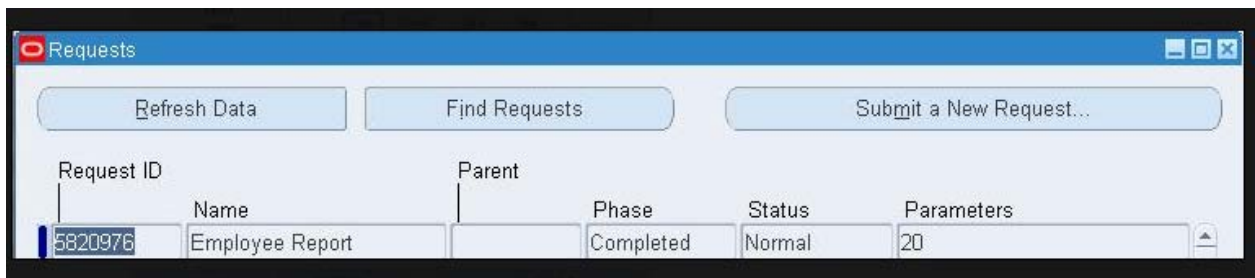 Requests
Refresh Data Find Requests Submit a New Request...
Request ID Parent
Name Phase Status Parameters
5820976 Employee Report Completed Normal 20